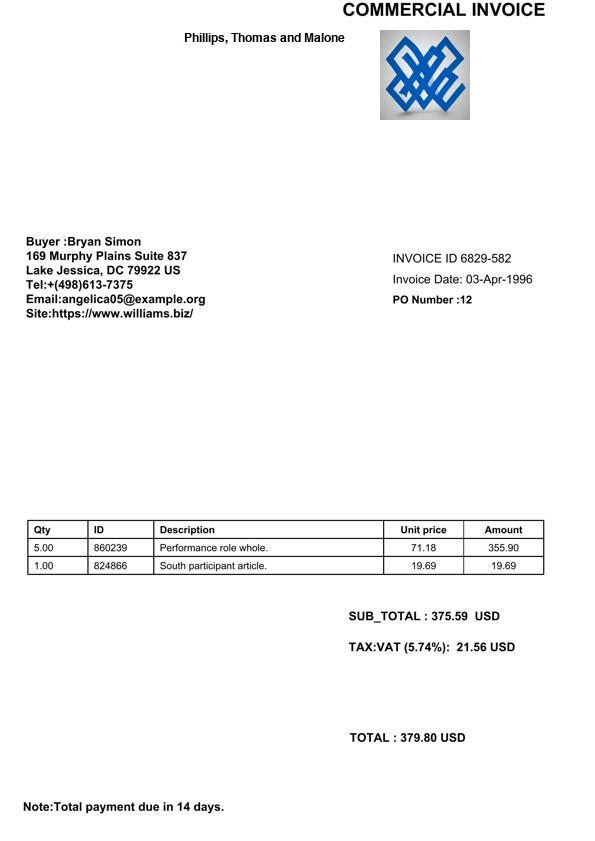 COMMERCIAL INVOICE
Phillips, Thomas and Malone
Buyer :Bryan Simon
169 Murphy Plains Suite 837
Lake Jessica, DC 79922 US
Tel:+(498)613-7375
Email:angelica05@example.org
Site:https://www.williams.biz/
INVOICE ID 6829-582
Invoice Date: 03-Apr-1996
PO Number :12
Qty ID Description Unit price Amount
5.00 860239 Performance role whole. 71.18 355.90
1.00 824866 South participant article. 19.69 19.69
SUB_TOTAL : 375.59 USD
TAX:VAT (5.74%): 21.56 USD
TOTAL : 379.80 USD
Note:Total payment due in 14 days.